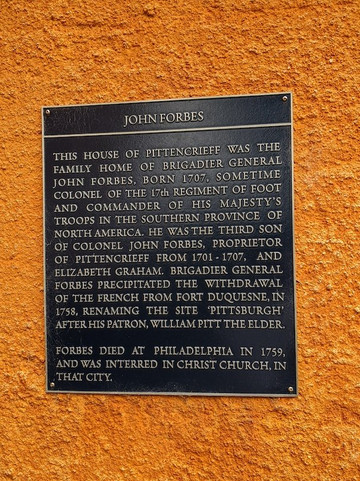 JOHN FORBES
THIS HOUSE OF PITTENCRIEFF WAS THE
FAMILY HOME OF BRIGADIER GENERAL
JOHN FORBES, BORN 1707, SOMETIME
COLONEL OF THE 17th REGIMENT OF FOOT
AND COMMANDER OF HIS MAJESTY'S
TROOPS IN THE SOUTHERN PROVINCE OF
NORTH AMERICA. HE WAS THE THIRD SON
OF COLONEL JOHN FORBES, PROPRIETOR
OF PITTENCRIEFF FROM 1701-1707, AND
ELIZABETH GRAHAM. BRIGADIER GENERAL
FORBES PRECIPITATED THE WITHDRAWAL
OF THE FRENCH FROM FORT DUQUESNE, IN
1758, RENAMING THE SITE 'PITTSBURGH'
AFTER HIS PATRON, WILLIAM PITT THE ELDER.
FORBES DIED AT PHILADELPHIA IN 1759,
AND WAS INTERRED IN CHRIST CHURCH, IN
THAT CITY.